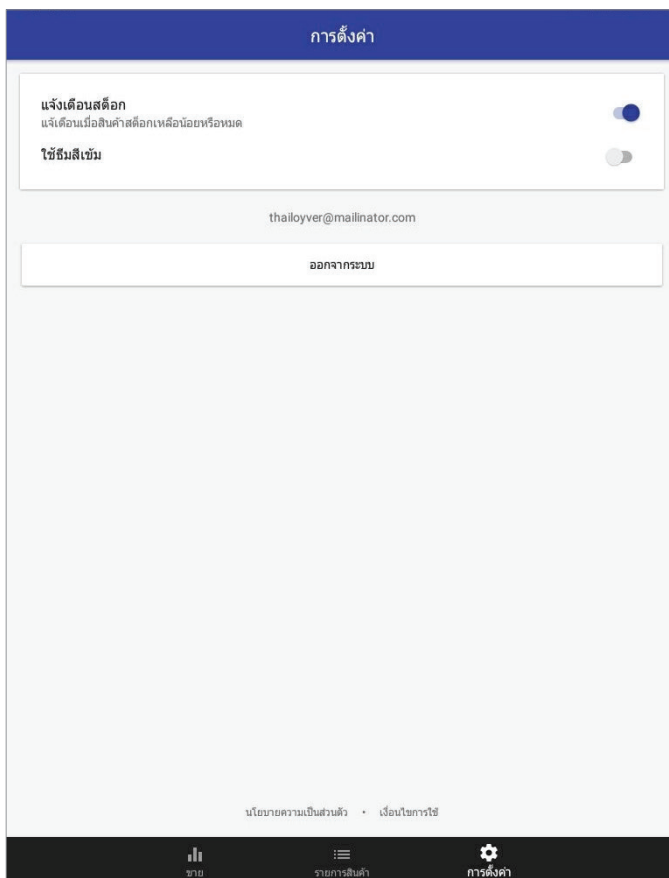 การตั้งค่า
แจ้งเตือนสต็อก
แจ้เตือนเมื่อสินค้าสต็อกเหลือน้อยหรือหมด
ใช้ธีมสีเข้ม
thailoyver@mailinator.com
ออกจากระบบ
นโยบายความเป็นส่วนตัว • เงื่อนไขการใช้
ขาย รายการสินค้า การตั้งค่า